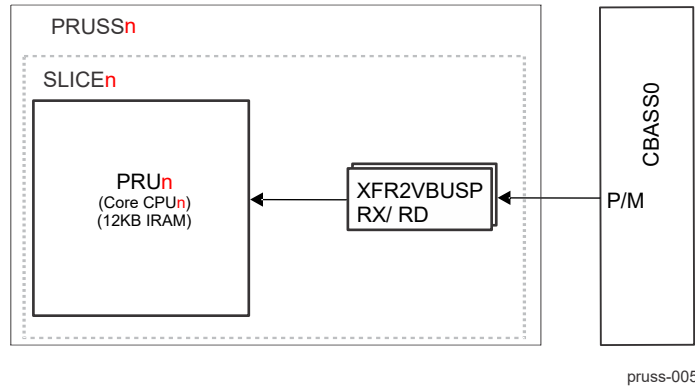 PRUSSn
SLICEn
PRUn
(Core CPUn)
(12KB IRAM)
XFR2VBUSP
RX/ RD
CBASS0
P/M
pruss-005